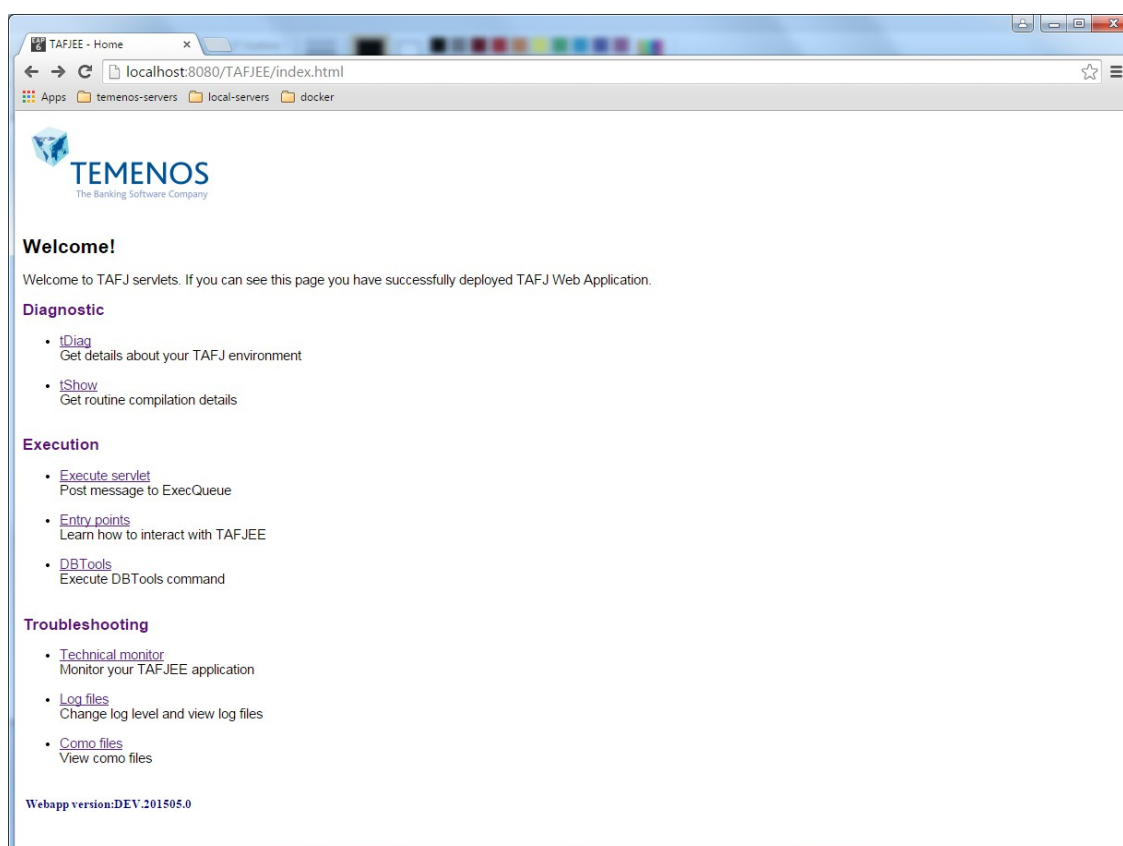 EAP
6
TAFJEE - Home
localhost:8080/TAFJEE/index.html
Apps temenos-servers local-servers docker
TEMENOS
The Banking Software Company
Welcome!
Welcome to TAFJ servlets. If you can see this page you have successfully deployed TAFJ Web Application.
Diagnostic
• tDiag
Get details about your TAFJ environment
• tShow
Get routine compilation details
Execution
• Execute servlet
Post message to ExecQueue
• Entry points
Learn how to interact with TAFJEE
• DBTools
Execute DBTools command
Troubleshooting
• Technical monitor
Monitor your TAFJEE application
• Log files
Change log level and view log files
• Como files
View como files
Webapp version:DEV.201505.0